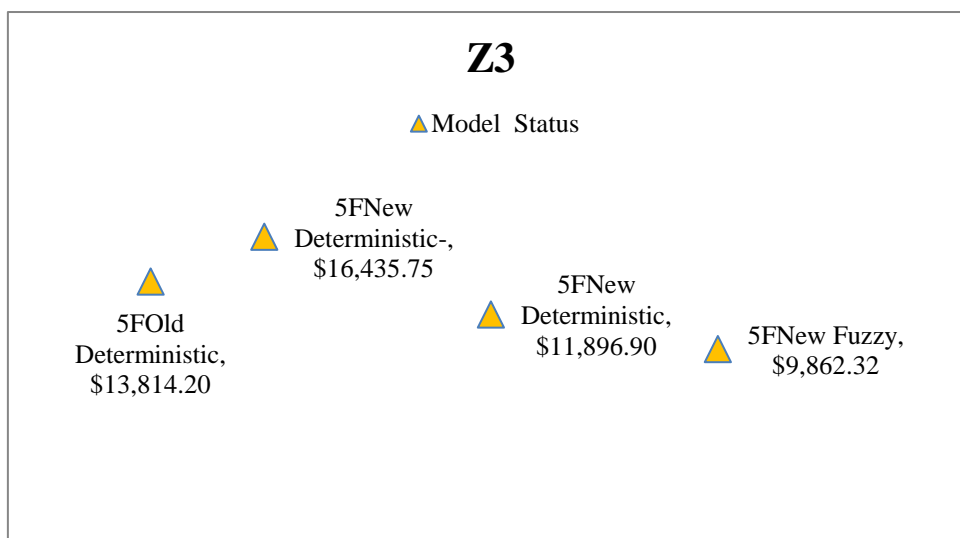 Z3
Model Status
5FNew
Deterministic-,
$16,435.75
5FOld
Deterministic,
$13,814.20
5FNew
Deterministic,
$11,896.90
5FNew Fuzzy,
$9,862.32